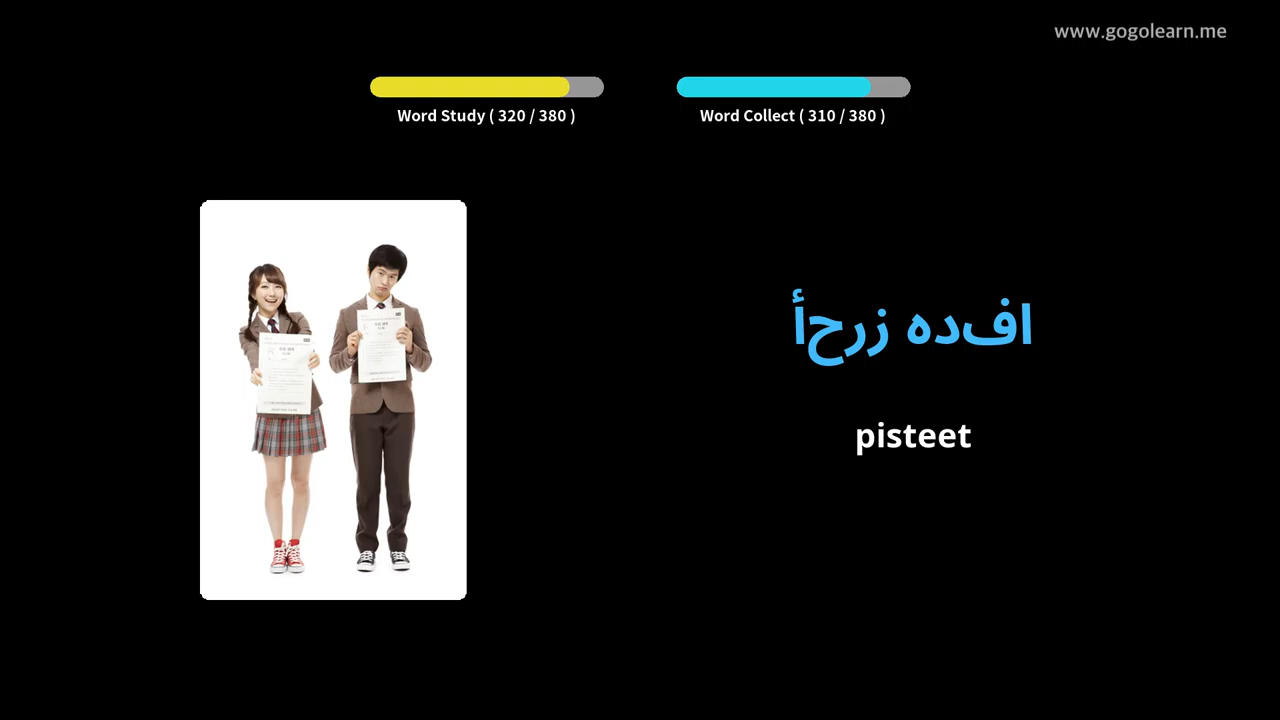 www.gogolearn.me
Word Study ( 320 / 380 )
Word Collect ( 310 / 380 )
افده زرحأ
pisteet